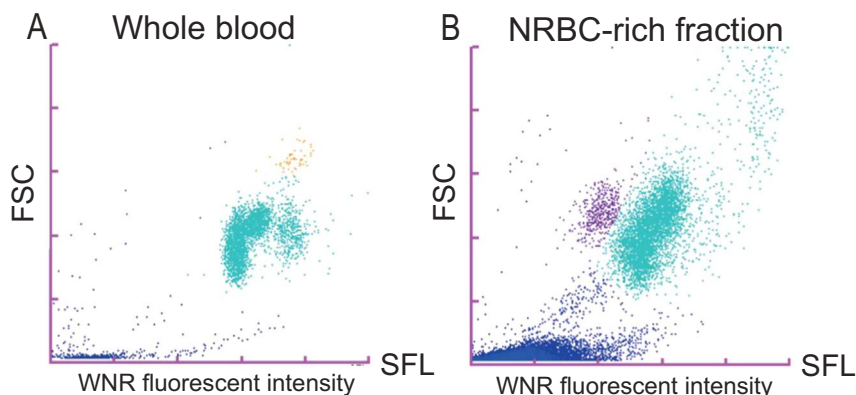 A
Whole blood
FSC
SFL
WNR fluorescent intensity
B
NRBC-rich fraction
FSC
SFL
WNR fluorescent intensity